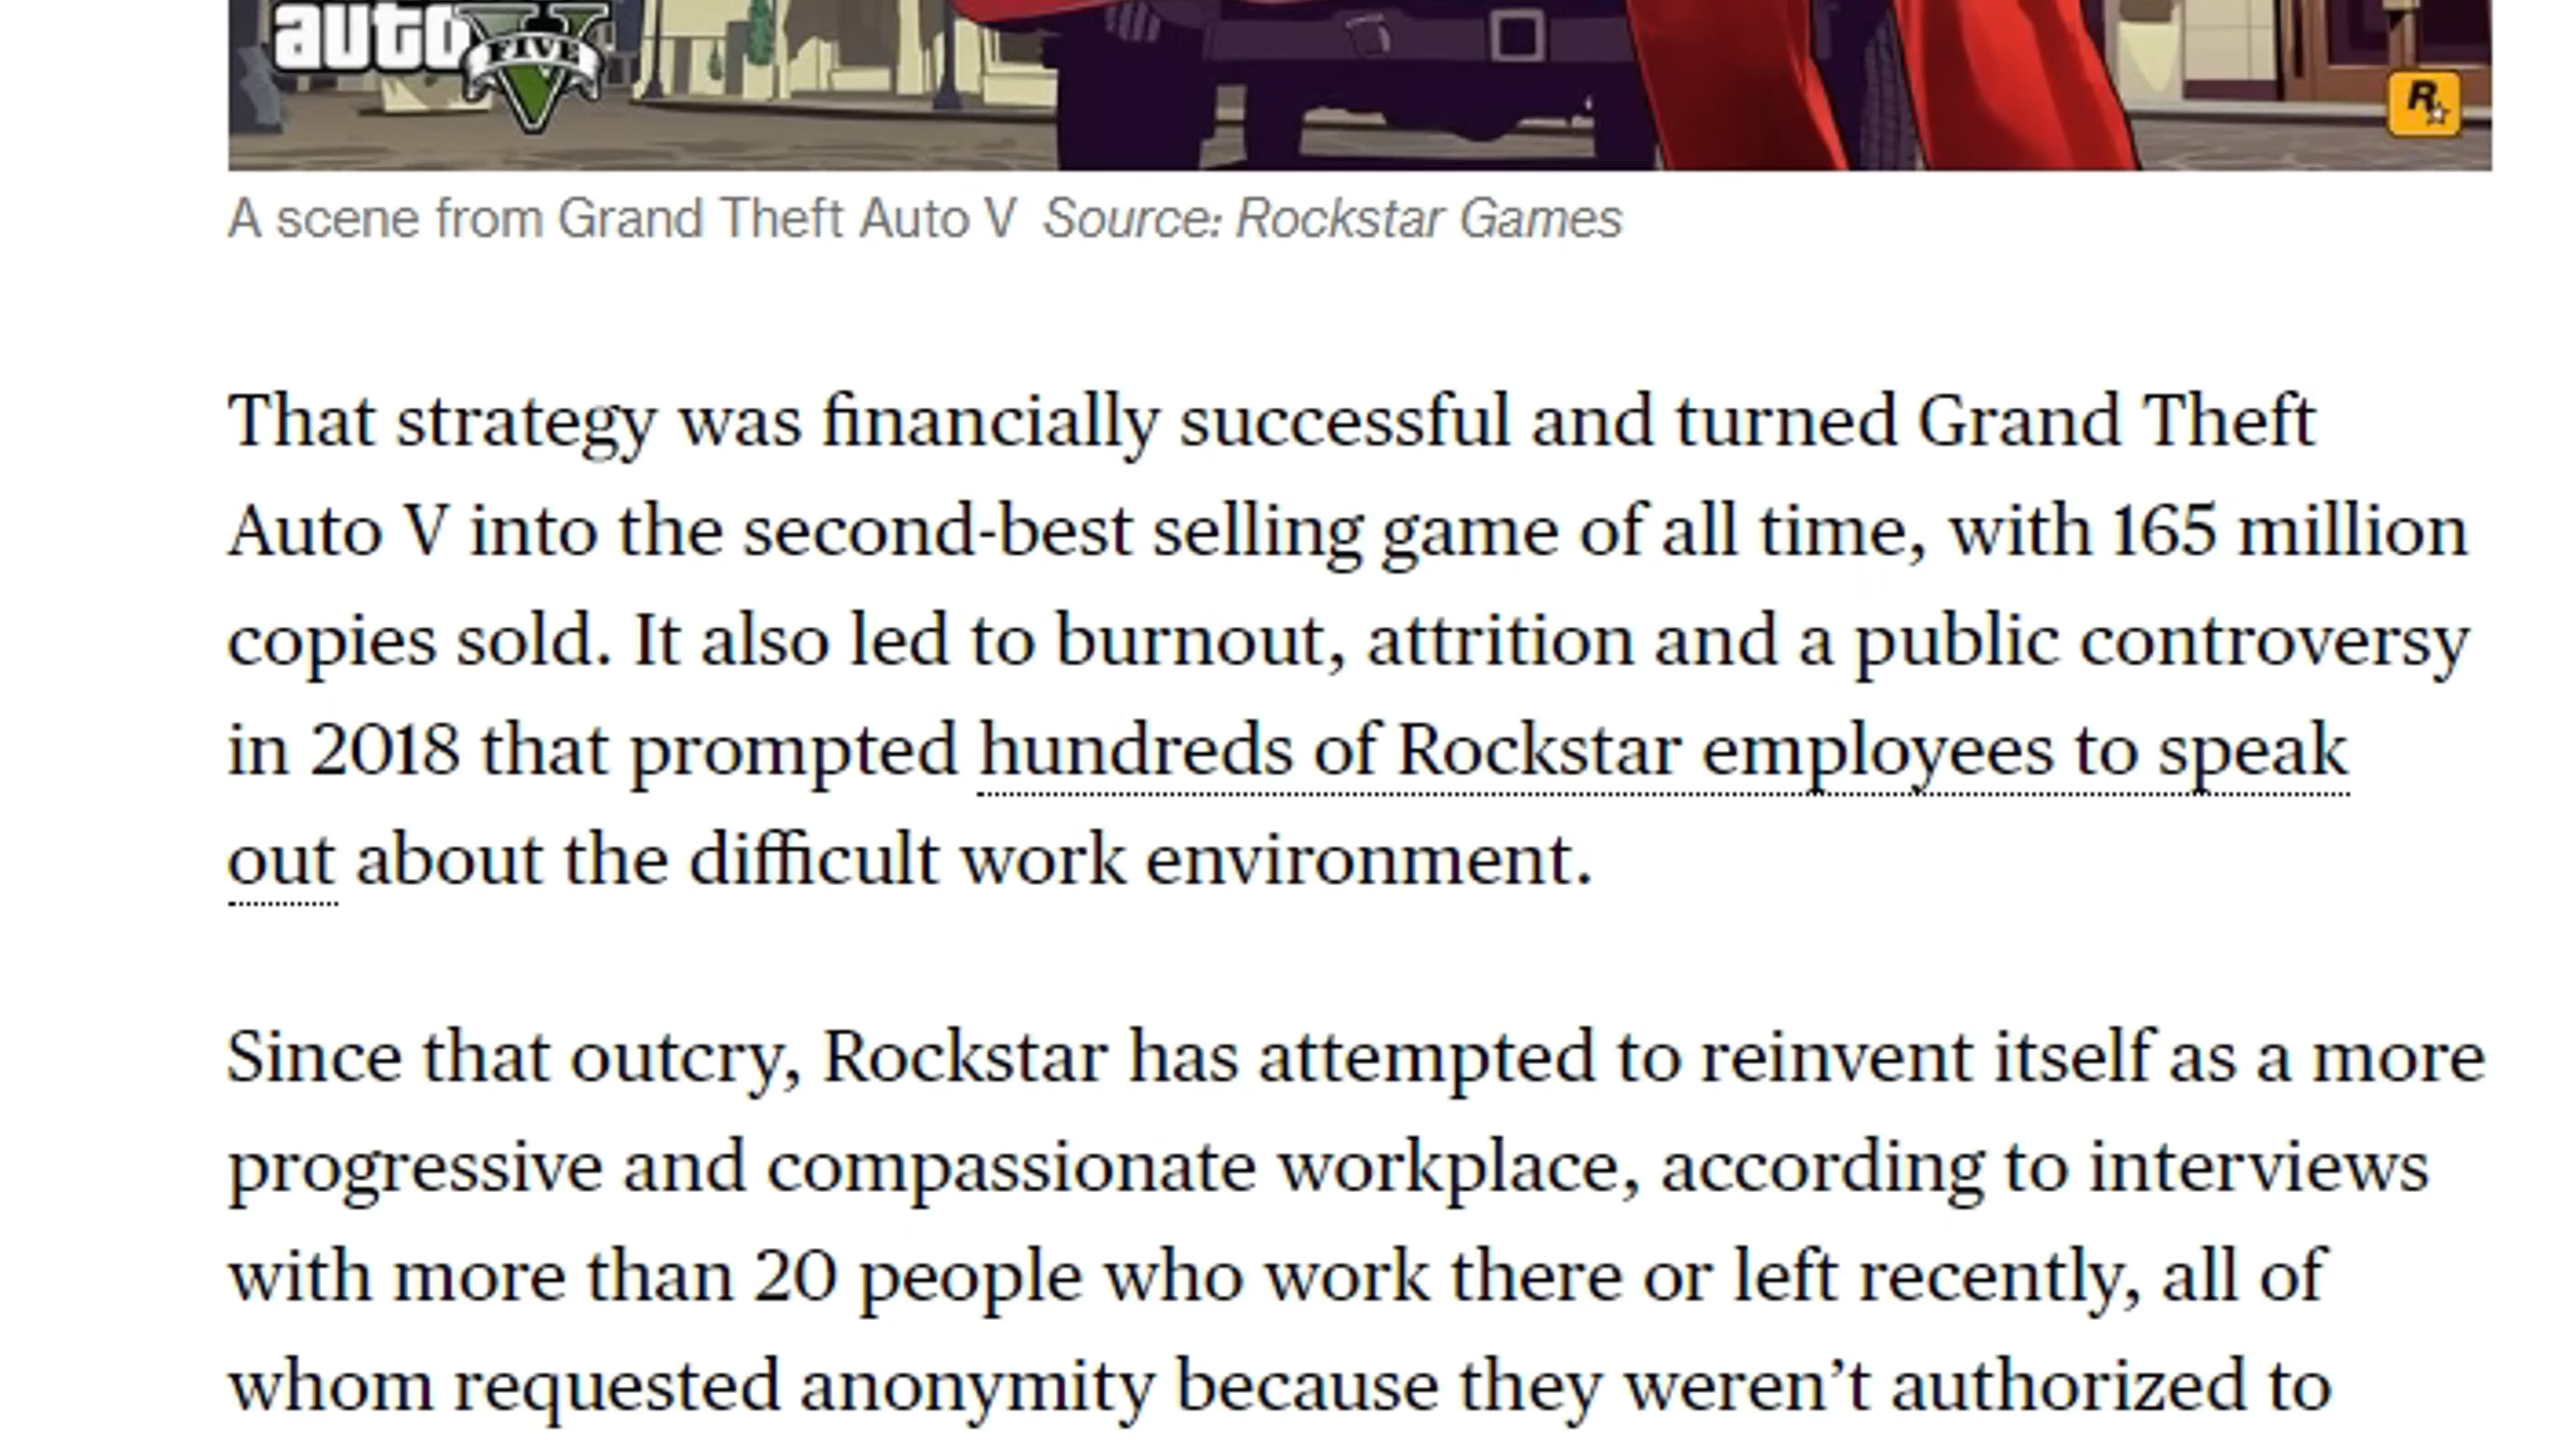 auto
FIVE
R
A scene from Grand Theft Auto V Source: Rockstar Games
That strategy was financially successful and turned Grand Theft
Auto V into the second-best selling game of all time, with 165 million
copies sold. It also led to burnout, attrition and a public controversy
in 2018 that prompted hundreds of Rockstar employees to speak
out about the difficult work environment.
Since that outcry, Rockstar has attempted to reinvent itself as a more
progressive and compassionate workplace, according to interviews
with more than 20 people who work there or left recently, all of
whom requested anonymity because they weren’t authorized to